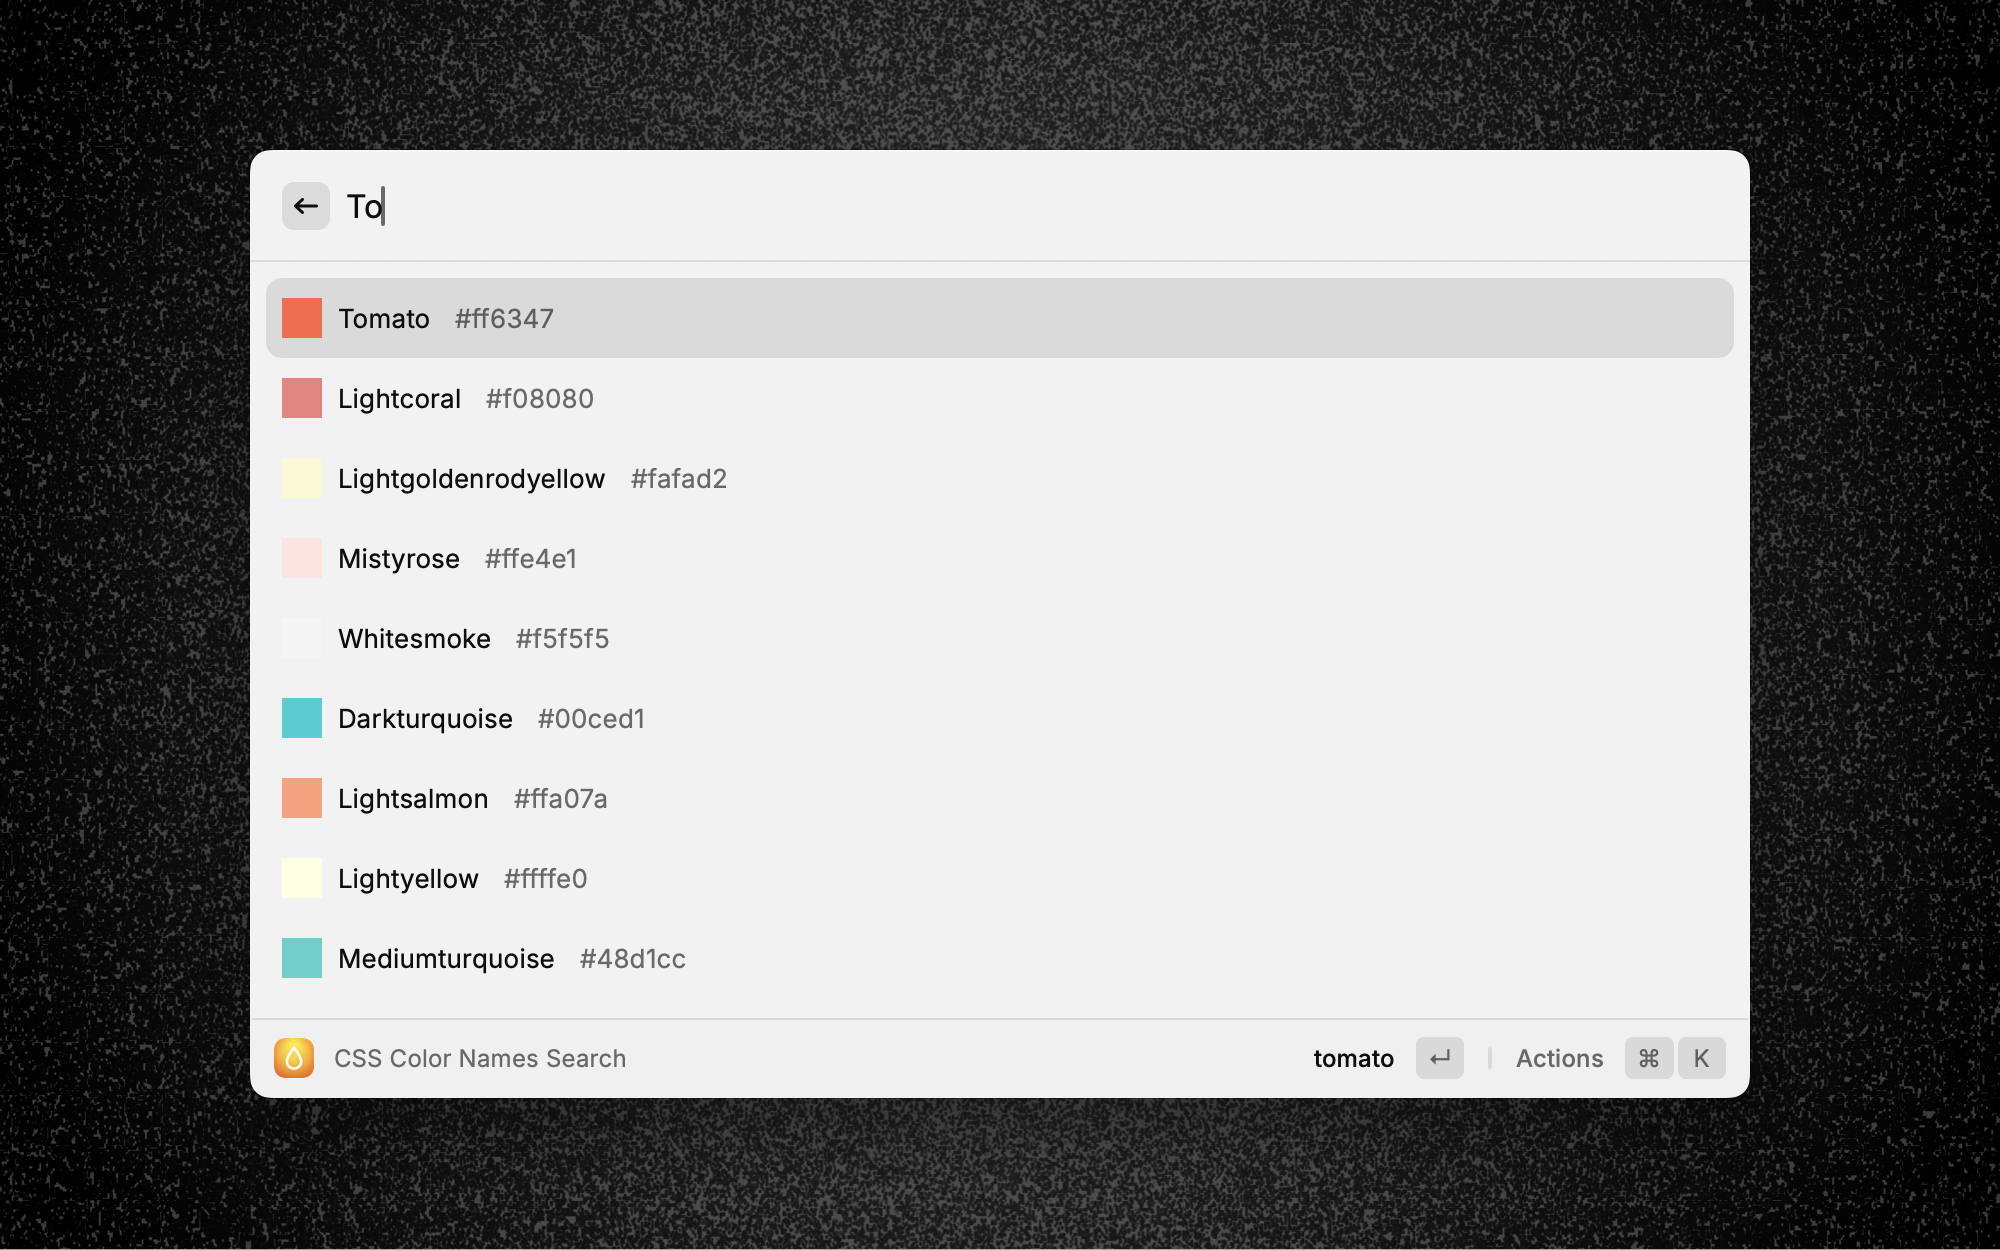 To
Tomato #ff6347
Lightcoral #f08080
Lightgoldenrodyellow #fafad2
Mistyrose #ffe4e1
Whitesmoke #f5f5f5
Darkturquoise #00ced1
Lightsalmon #ffa07a
Lightyellow #ffffe0
Mediumturquoise #48d1cc
CSS Color Names Search tomato ↵ Actions ⌘ K